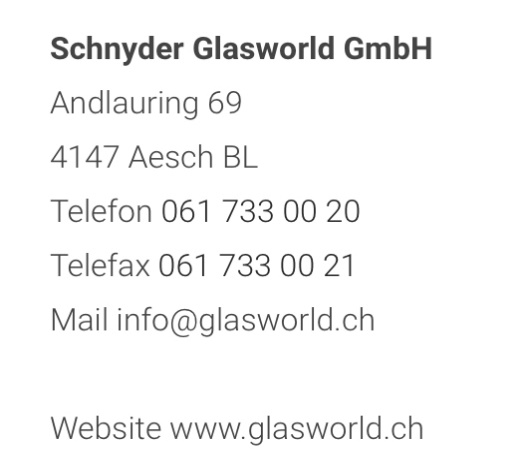 Schnyder Glasworld GmbH
Andlauring 69
4147 Aesch BL
Telefon 061 733 00 20
Telefax 061 733 00 21
Mail info@glasworld.ch
Website www.glasworld.ch